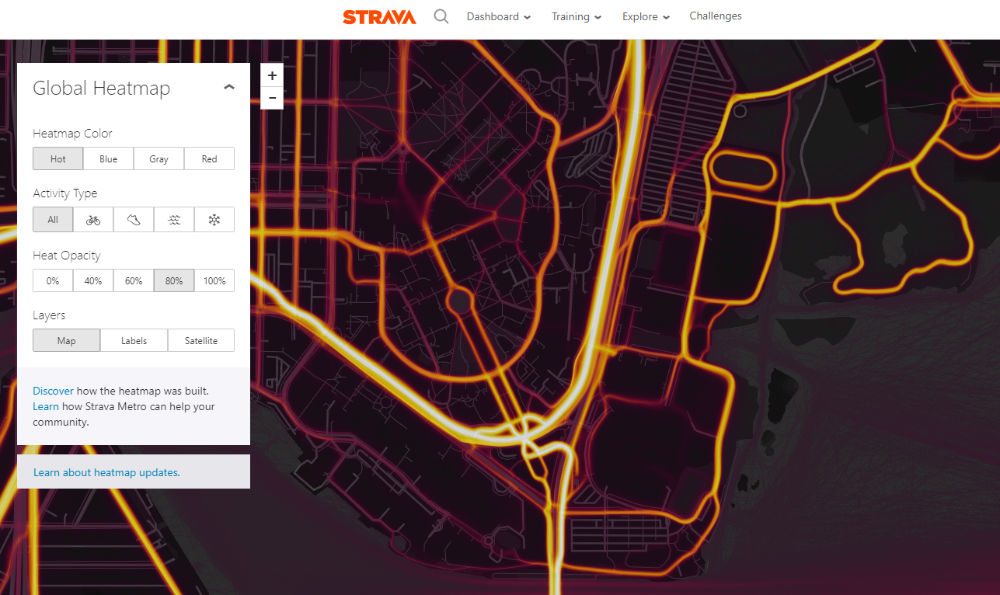 STRAVA Dashboard Training Explore Challenges
+
-
Global Heatmap
Heatmap Color
Hot Blue Gray Red
Activity Type
All
Heat Opacity
0% 40% 60% 80% 100%
Layers
Map Labels Satellite
Discover how the heatmap was built.
Learn how Strava Metro can help your
community.
Learn about heatmap updates.